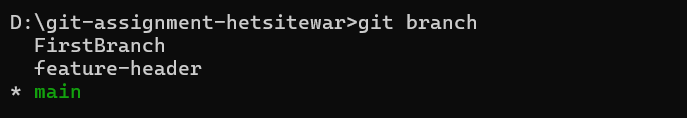 D:\git-assignment-hetsitewar>git branch
  FirstBranch
  feature-header
* main